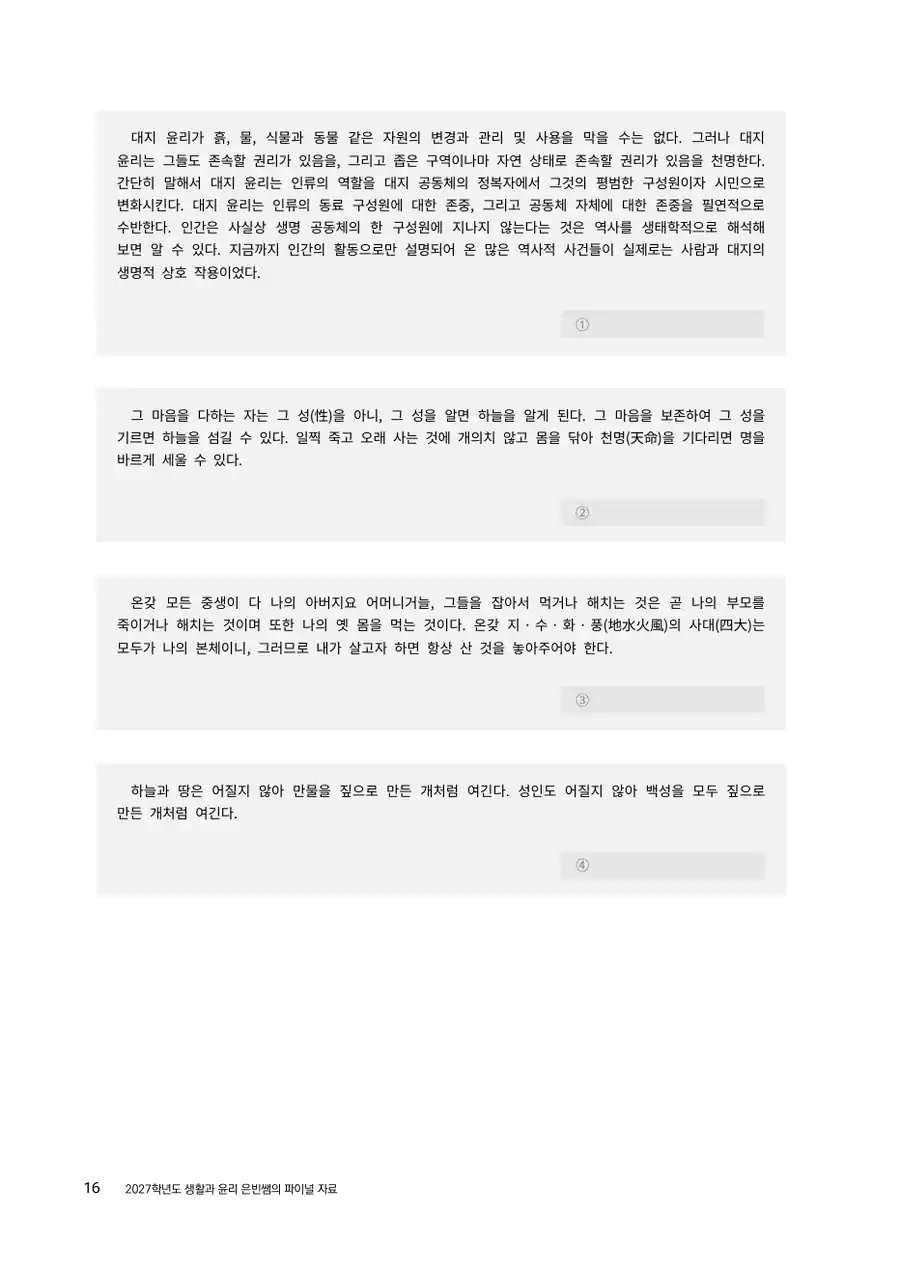 대지 윤리가 흙, 물, 식물과 동물 같은 자원의 변경과 관리 및 사용을 막을 수는 없다. 그러나 대지
윤리는 그들도 존속할 권리가 있음을, 그리고 좁은 구역이나마 자연 상태로 존속할 권리가 있음을 천명한다.
간단히 말해서 대지 윤리는 인류의 역할을 대지 공동체의 정복자에서 그것의 평범한 구성원이자 시민으로
변화시킨다. 대지 윤리는 인류의 동료 구성원에 대한 존중, 그리고 공동체 자체에 대한 존중을 필연적으로
수반한다. 인간은 사실상 생명 공동체의 한 구성원에 지나지 않는다는 것은 역사를 생태학적으로 해석해
보면 알 수 있다. 지금까지 인간의 활동으로만 설명되어 온 많은 역사적 사건들이 실제로는 사람과 대지의
생명적 상호 작용이었다.
①
그 마음을 다하는 자는 그 성(性)을 아니, 그 성을 알면 하늘을 알게 된다. 그 마음을 보존하여 그 성을
기르면 하늘을 섬길 수 있다. 일찍 죽고 오래 사는 것에 개의치 않고 몸을 닦아 천명(天命)을 기다리면 명을
바르게 세울 수 있다.
②
온갖 모든 중생이 다 나의 아버지요 어머니거늘, 그들을 잡아서 먹거나 해치는 것은 곧 나의 부모를
죽이거나 해치는 것이며 또한 나의 옛 몸을 먹는 것이다. 온갖 지·수·화·풍(地水火風)의 사대(四大)는
모두가 나의 본체이니, 그러므로 내가 살고자 하면 항상 산 것을 놓아주어야 한다.
③
하늘과 땅은 어질지 않아 만물을 짚으로 만든 개처럼 여긴다. 성인도 어질지 않아 백성을 모두 짚으로
만든 개처럼 여긴다.
④
16 2027학년도 생활과 윤리 은빈쌤의 파이널 자료